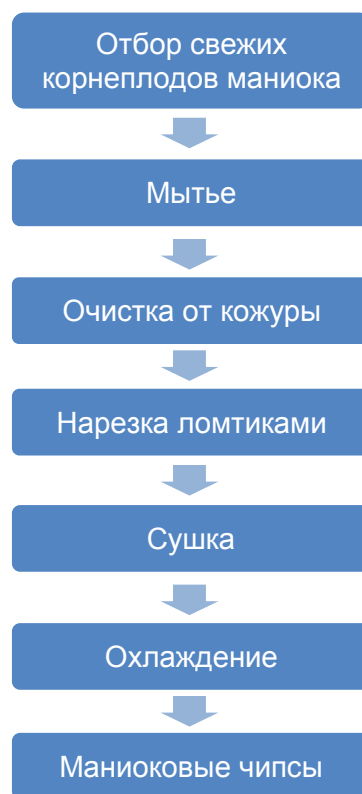 Отбор свежих
корнеплодов маниока
Мытье
Очистка от кожуры
Нарезка ломтиками
Сушка
Охлаждение
Маниоковые чипсы